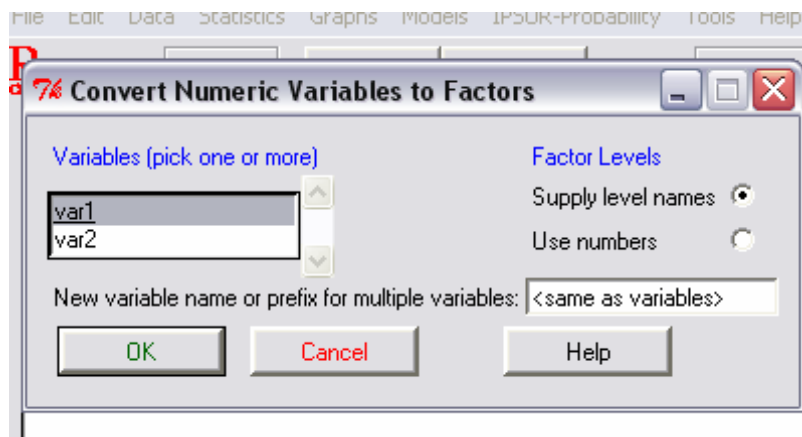 File Edit Data Statistics Graphs Models IPSUR-Probability Tools Help
R
Convert Numeric Variables to Factors
Variables (pick one or more)
Factor Levels
var1
Supply level names
var2
Use numbers
New variable name or prefix for multiple variables: <same as variables>
OK Cancel Help